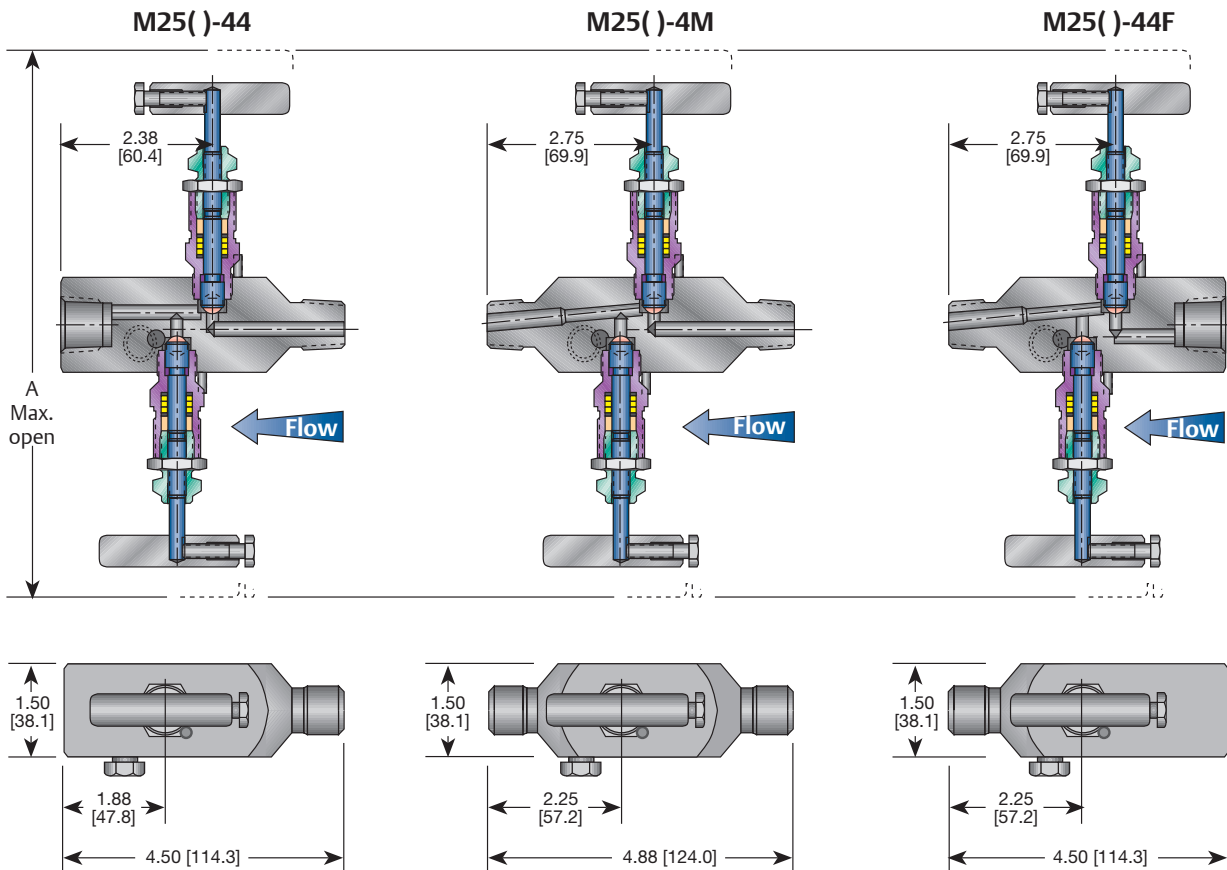 M25( )-44
M25( )-4M
M25( )-44F
2.38
[60.4]
2.75
[69.9]
2.75
[69.9]
A
Max.
open
Flow
Flow
Flow
1.50
[38.1]
1.50
[38.1]
1.50
[38.1]
1.88
[47.8]
2.25
[57.2]
2.25
[57.2]
4.50 [114.3]
4.88 [124.0]
4.50 [114.3]